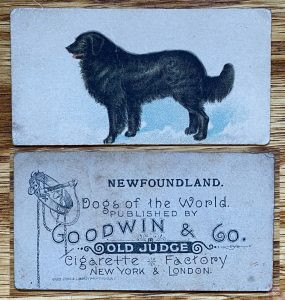 NEWFOUNDLAND.
Dogs of the World.
PUBLISHED BY
GOODWIN & Co.
OLD JUDGE
Cigarette Factory
NEW YORK & LONDON.